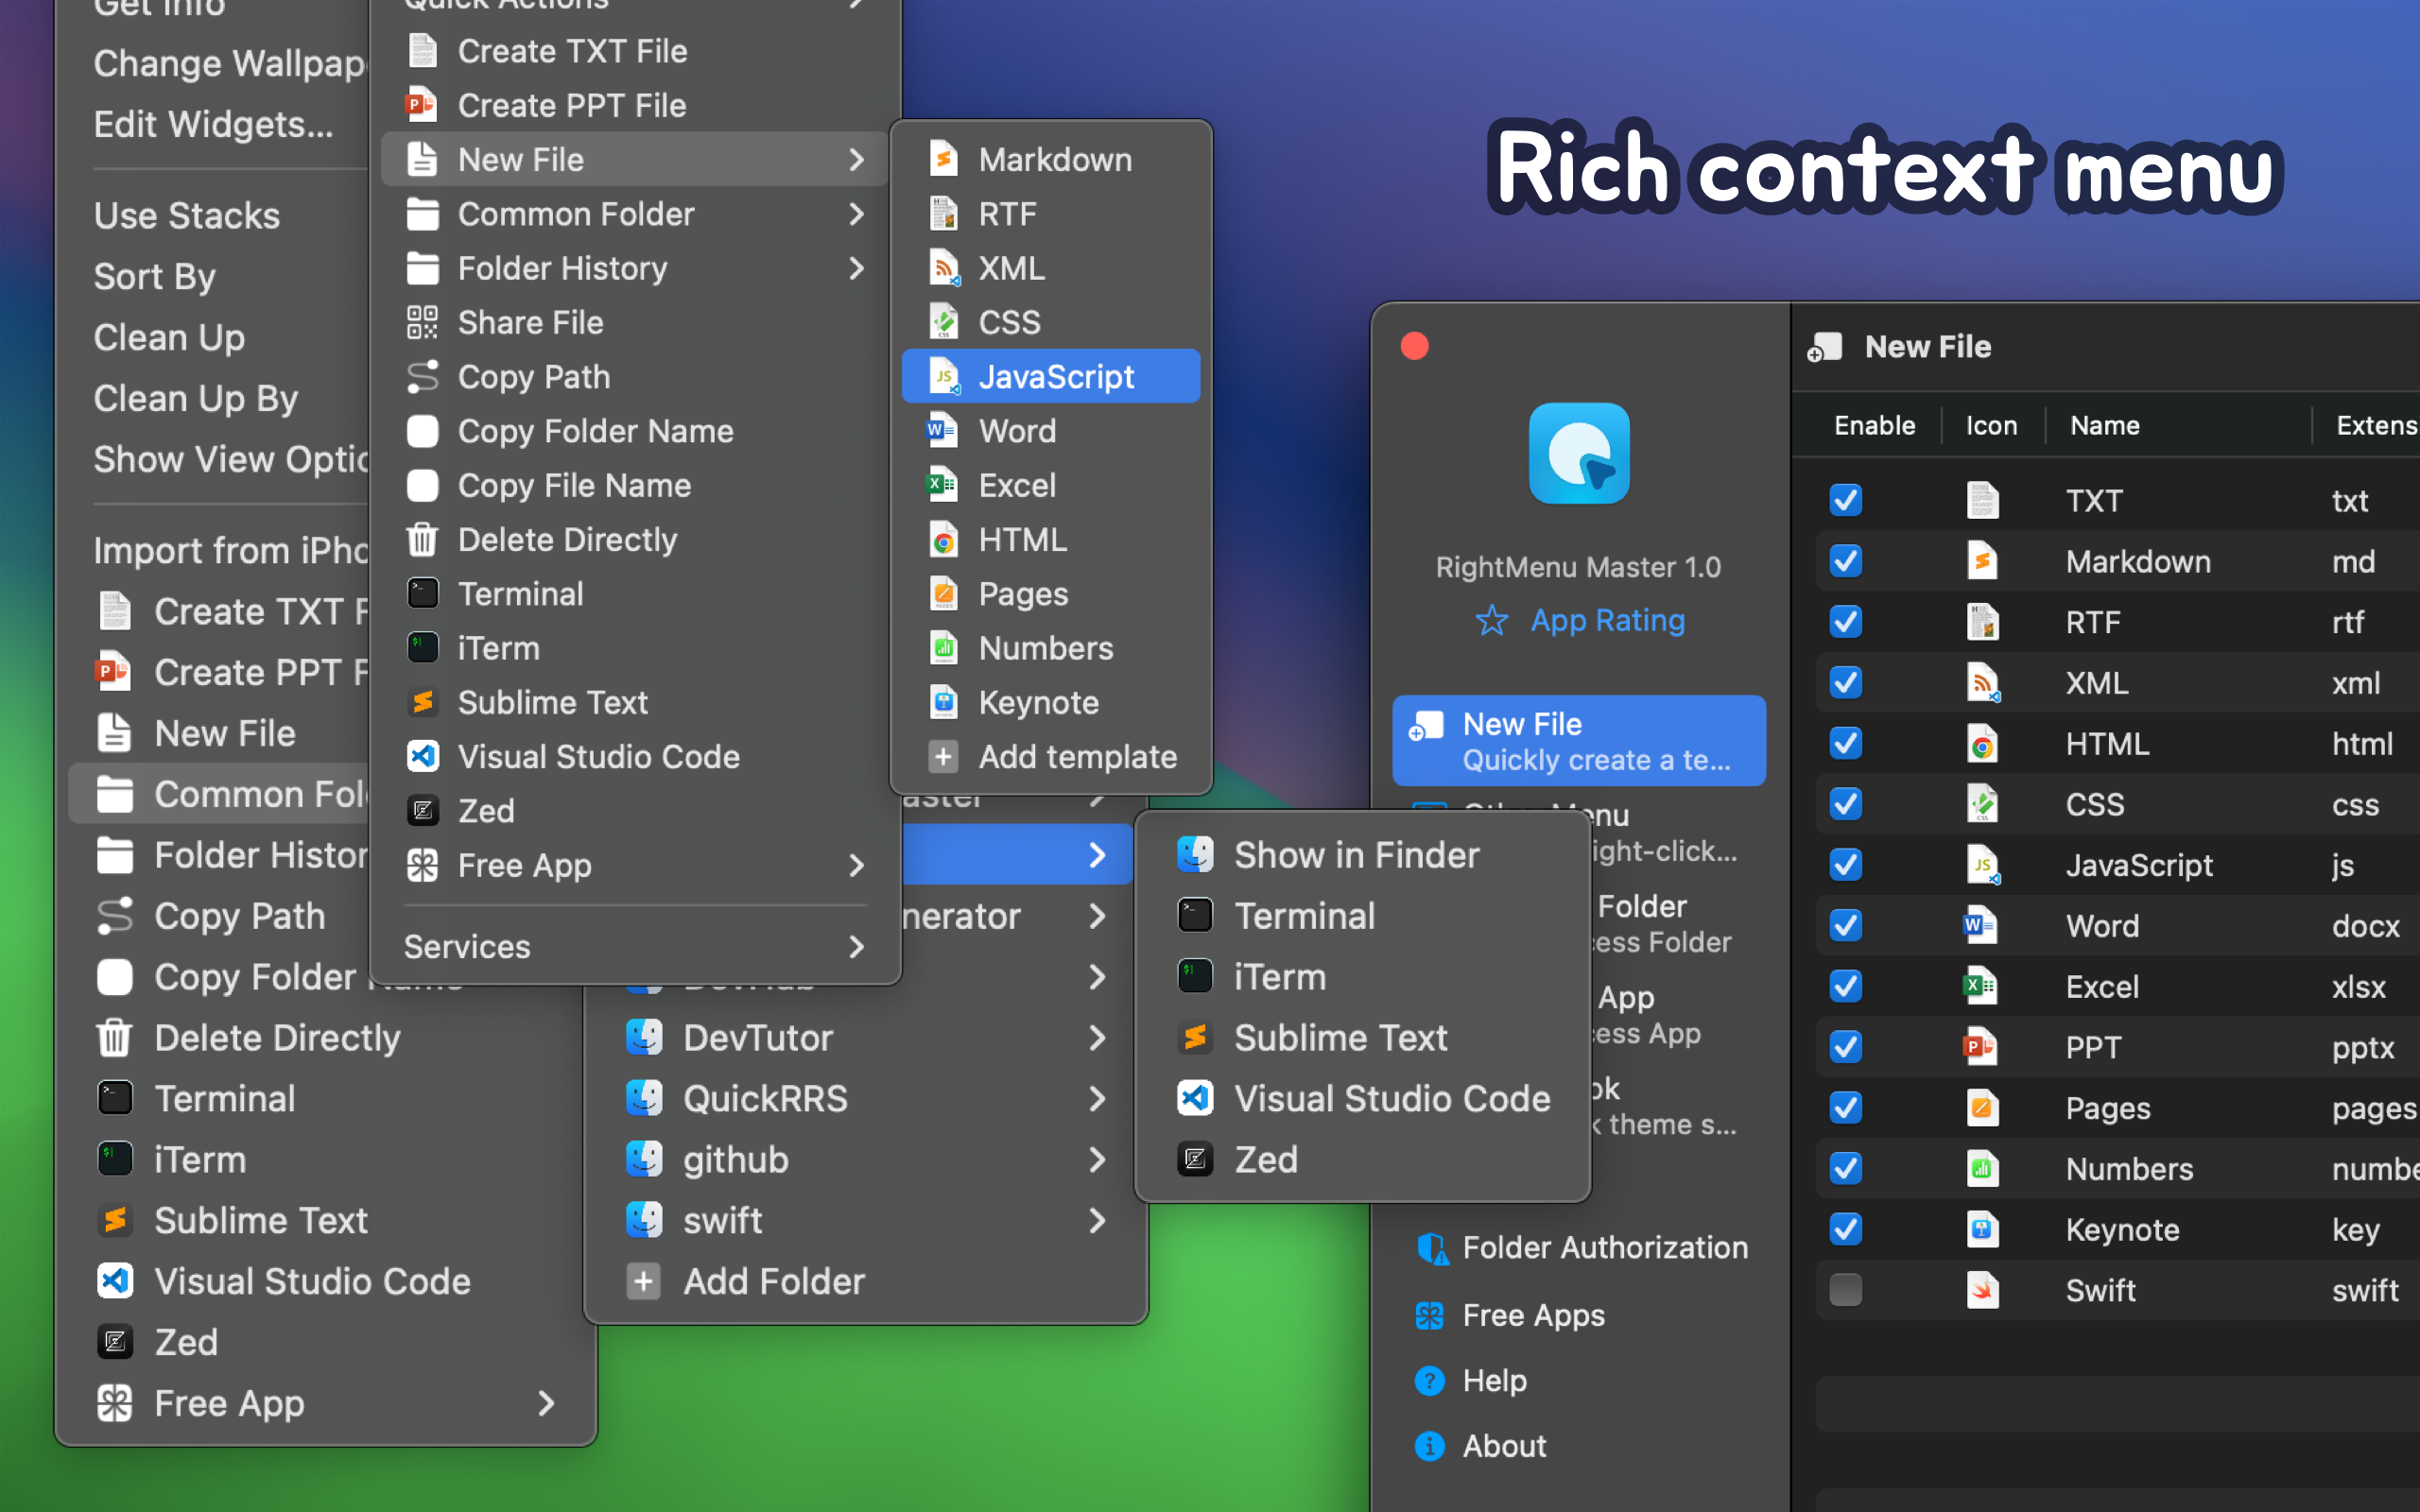 Get Info
Change Wallpap
Edit Widgets...
Use Stacks
Sort By
Clean Up
Clean Up By
Show View Optic
Import from iPho
Create TXT F
Create PPT F
New File
Common Fol
Folder Histor
Copy Path
Copy Folder Name
Delete Directly
Terminal
iTerm
Sublime Text
Visual Studio Code
Zed
Free App
Quick Actions
Create TXT File
Create PPT File
New File
Common Folder
Folder History
Share File
Copy Path
Copy Folder Name
Copy File Name
Delete Directly
Terminal
iTerm
Sublime Text
Visual Studio Code
Zed
Free App
Services
Markdown
RTF
XML
CSS
JavaScript
Word
Excel
HTML
Pages
Numbers
Keynote
Add template
aster
nerator
DevHub
DevTutor
QuickRRS
github
swift
Add Folder
Show in Finder
Terminal
iTerm
Sublime Text
Visual Studio Code
Zed
Rich context menu
RightMenu Master 1.0
App Rating
New File
Quickly create a te...
Other Menu
ight-click...
Folder
cess Folder
App
cess App
ok
k theme s...
Folder Authorization
Free Apps
Help
About
New File
Enable Icon Name Extens
TXT txt
Markdown md
RTF rtf
XML xml
HTML html
CSS css
JavaScript js
Word docx
Excel xlsx
PPT pptx
Pages pages
Numbers numbe
Keynote key
Swift swift